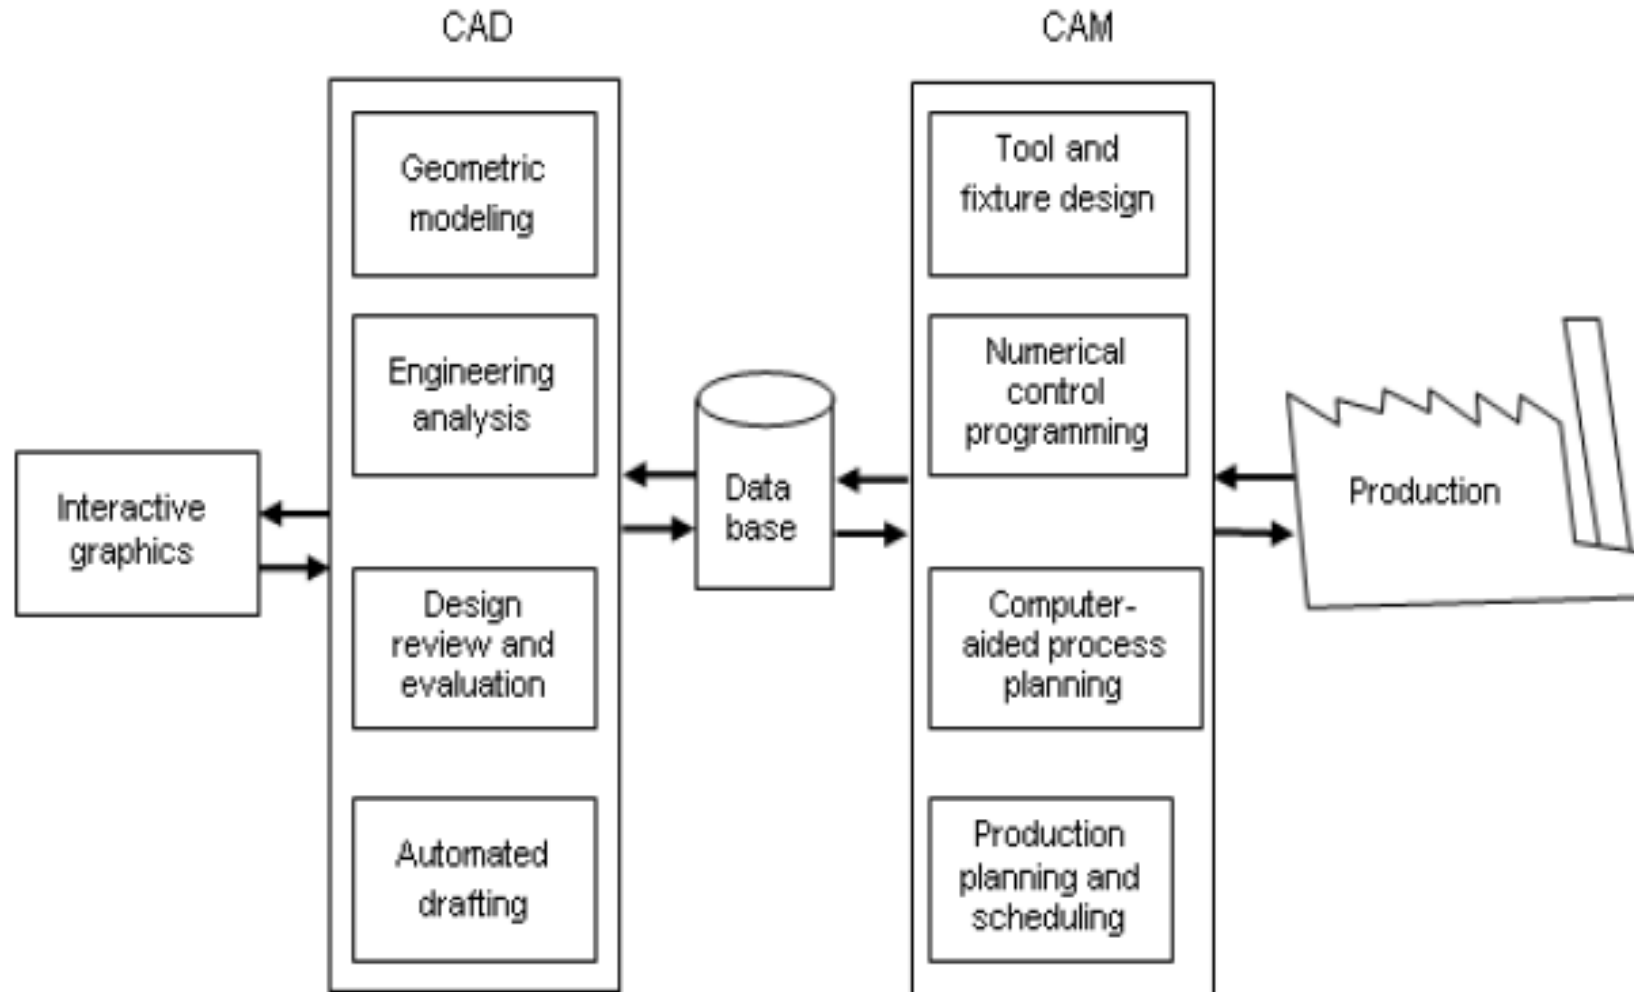 CAD
CAM
Geometric
modeling
Engineering
analysis
Design
review and
evaluation
Automated
drafting
Interactive
graphics
Data
base
Tool and
fixture design
Numerical
control
programming
Computer-
aided process
planning
Production
planning and
scheduling
Production